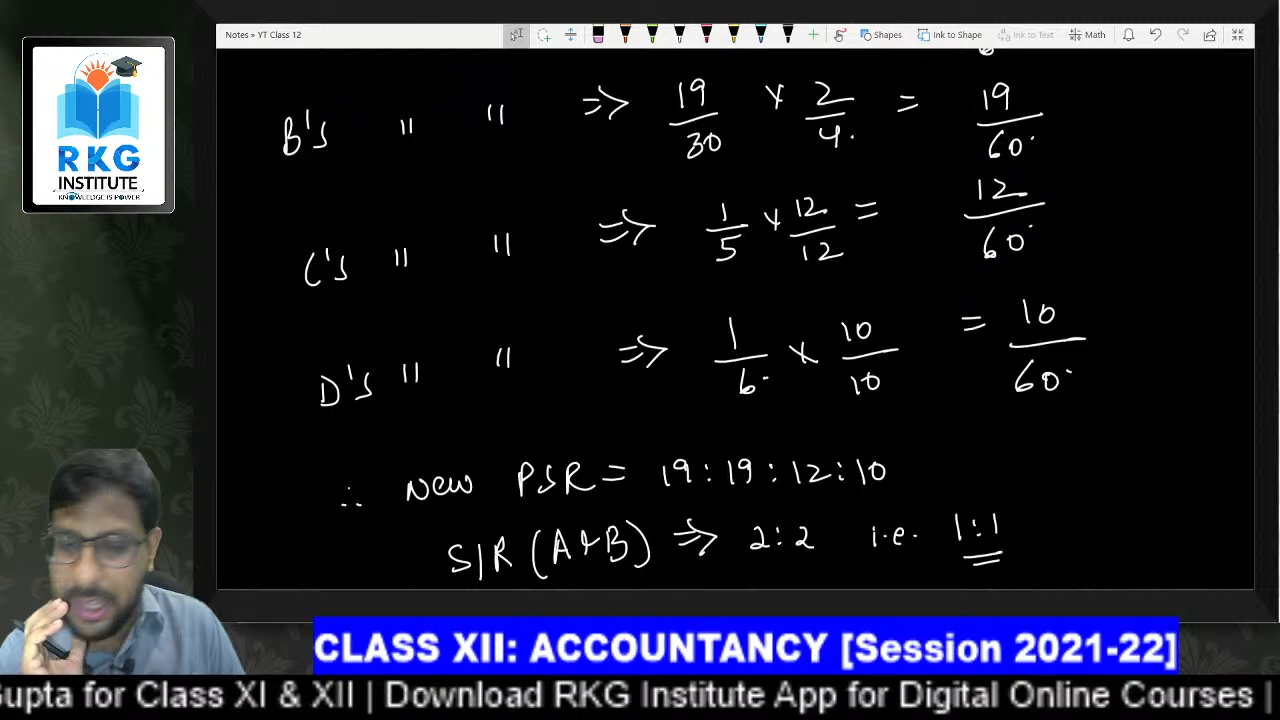 Notes » YT Class 12
Shapes Ink to Shape Ink to Text Math
RKG
INSTITUTE
KNOWLEDGE IS POWER
B's " " ⇒ 19/30 × 2/4. = 19/60.
C's " " ⇒ 1/5 × 12/12 = 12/60.
D's " " ⇒ 1/6. × 10/10 = 10/60.
∴ New PSR = 19:19:12:10
S/R (A & B) ⇒ 2:2 i.e. 1:1
CLASS XII: ACCOUNTANCY [Session 2021-22]
Gupta for Class XI & XII | Download RKG Institute App for Digital Online Courses |